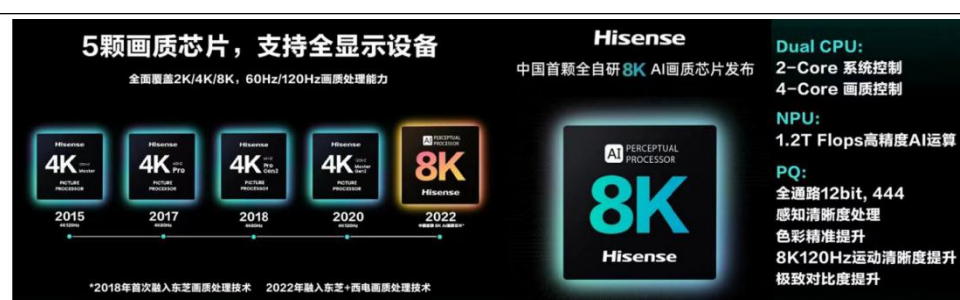 5颗画质芯片，支持全显示设备
全面覆盖2K/4K/8K，60Hz/120Hz画质处理能力
Hisense
4K Master
PICTURE
PROCESSOR
Hisense
4K Pro
PICTURE
PROCESSOR
Hisense
4K Pro Gen2
PICTURE
PROCESSOR
Hisense
4K Master Gen2
PICTURE
PROCESSOR
AI PERCEPTUAL
PROCESSOR
8K
Hisense
2015
4K120Hz
2017
4K60Hz
2018
4K60Hz
2020
4K120Hz
2022
*2018年首次融入东芝画质处理技术 2022年融入东芝+西电画质处理技术
Hisense
中国首颗全自研8K AI画质芯片发布
AI PERCEPTUAL
PROCESSOR
8K
Hisense
Dual CPU:
2-Core 系统控制
4-Core 画质控制
NPU:
1.2T Flops高精度AI运算
PQ:
全通路12bit, 444
感知清晰度处理
色彩精准提升
8K120Hz运动清晰度提升
极致对比度提升